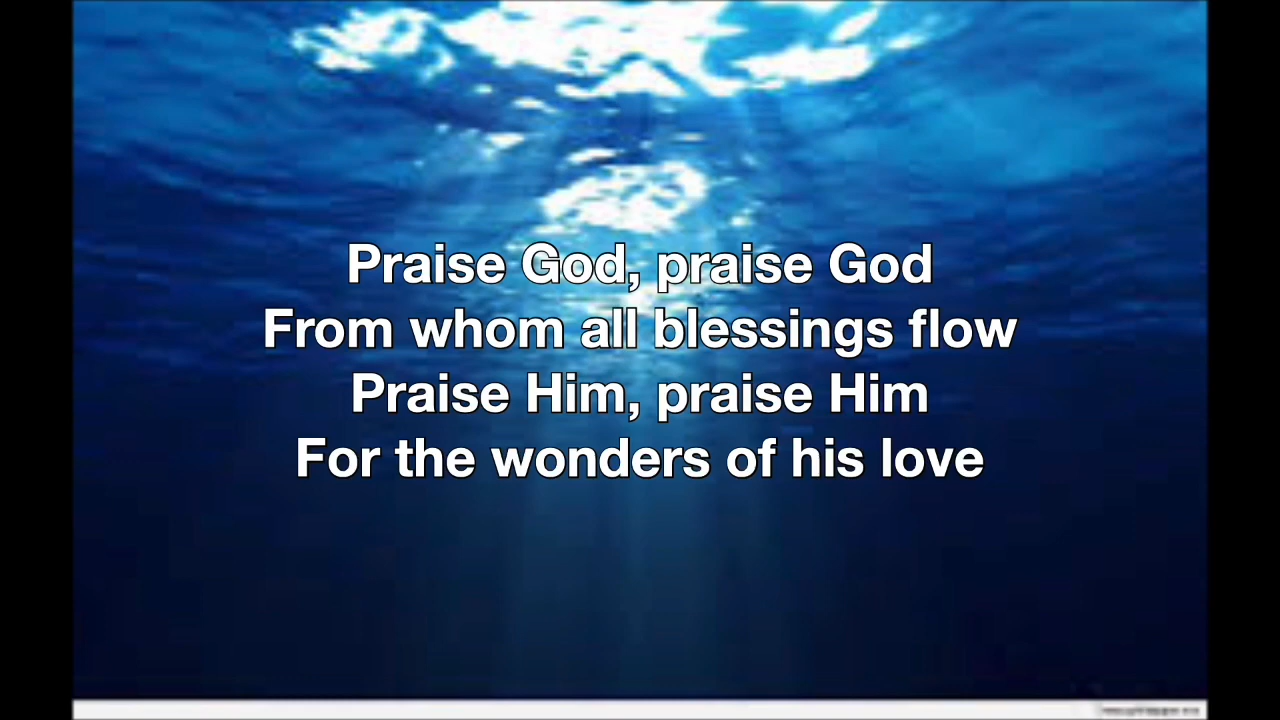 Praise God, praise God
From whom all blessings flow
Praise Him, praise Him
For the wonders of his love